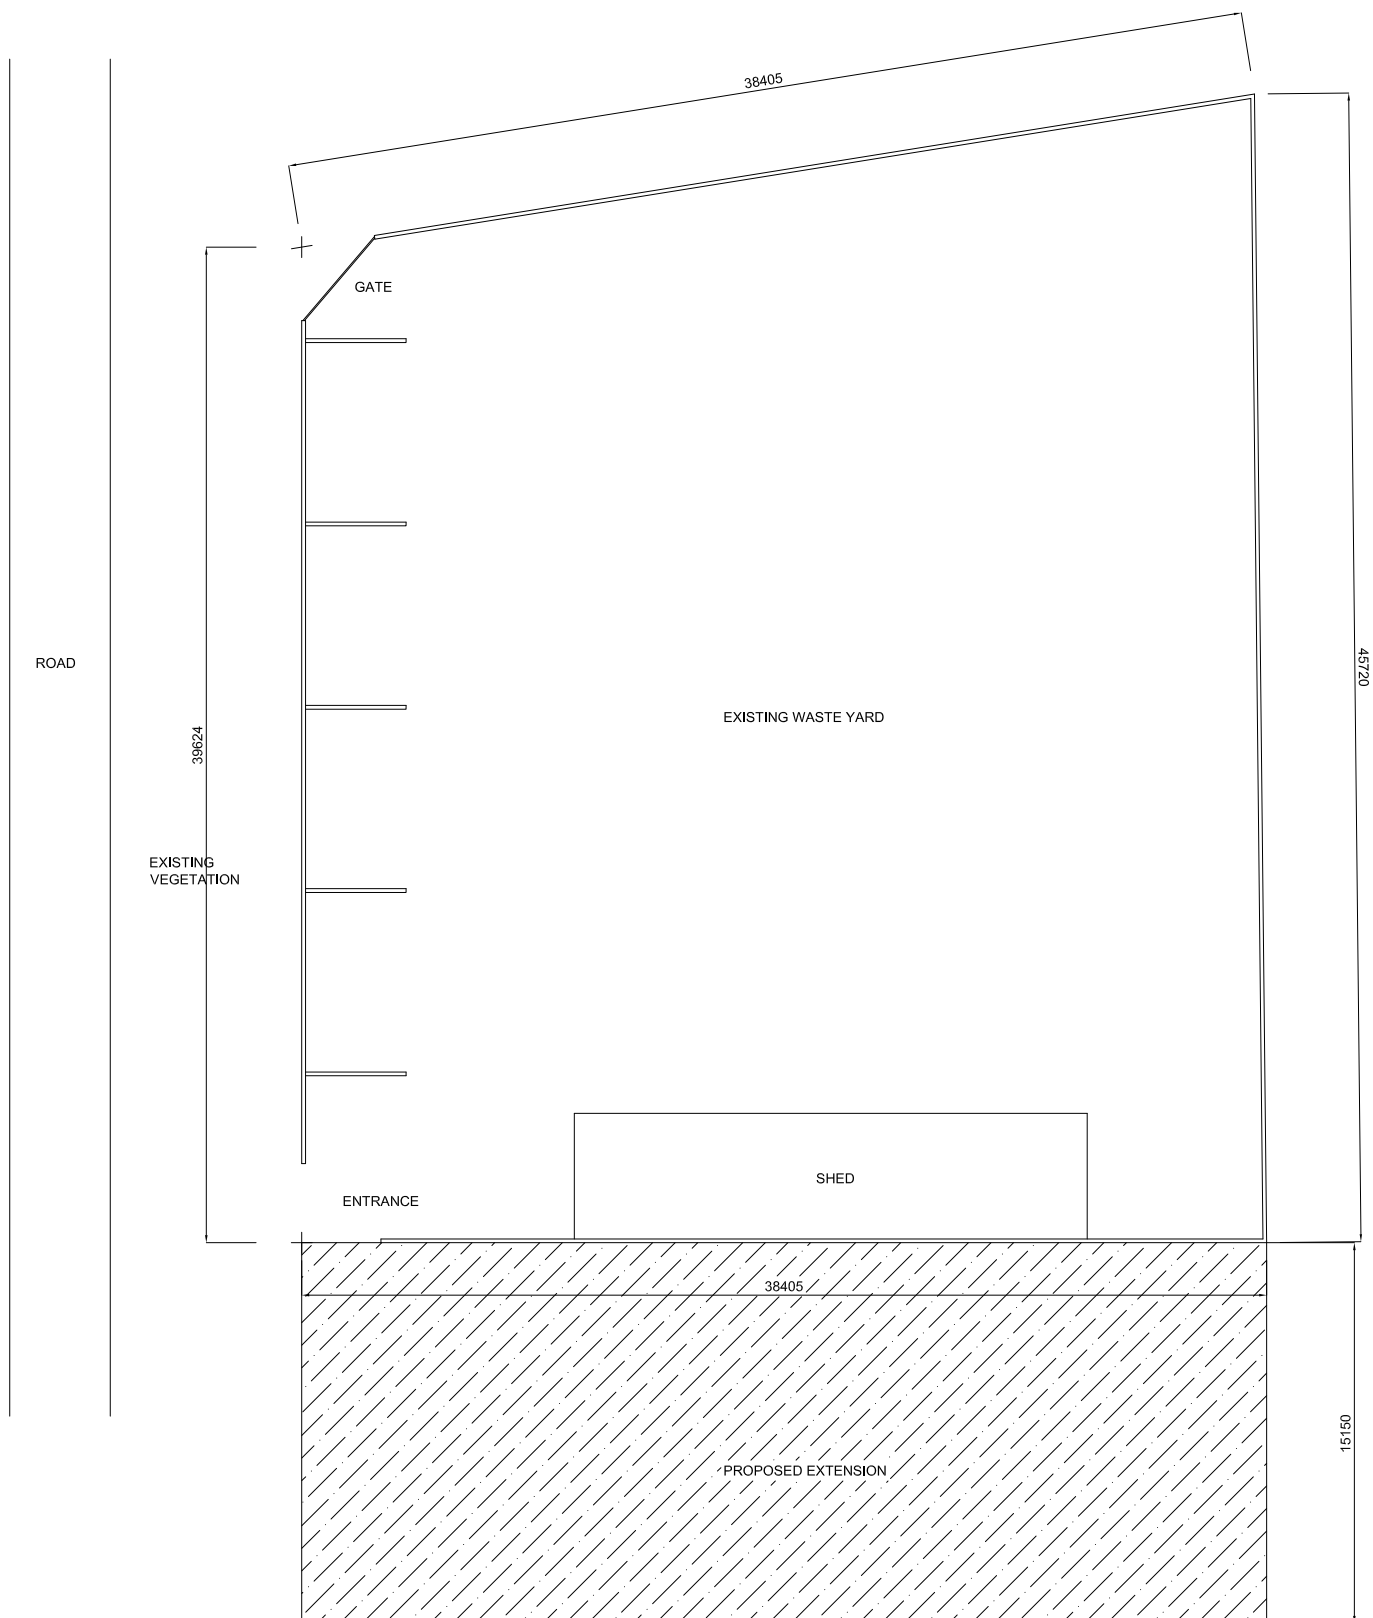 38405
GATE
ROAD
45720
EXISTING WASTE YARD
39624
EXISTING
VEGETATION
SHED
ENTRANCE
38405
15150
PROPOSED EXTENSION